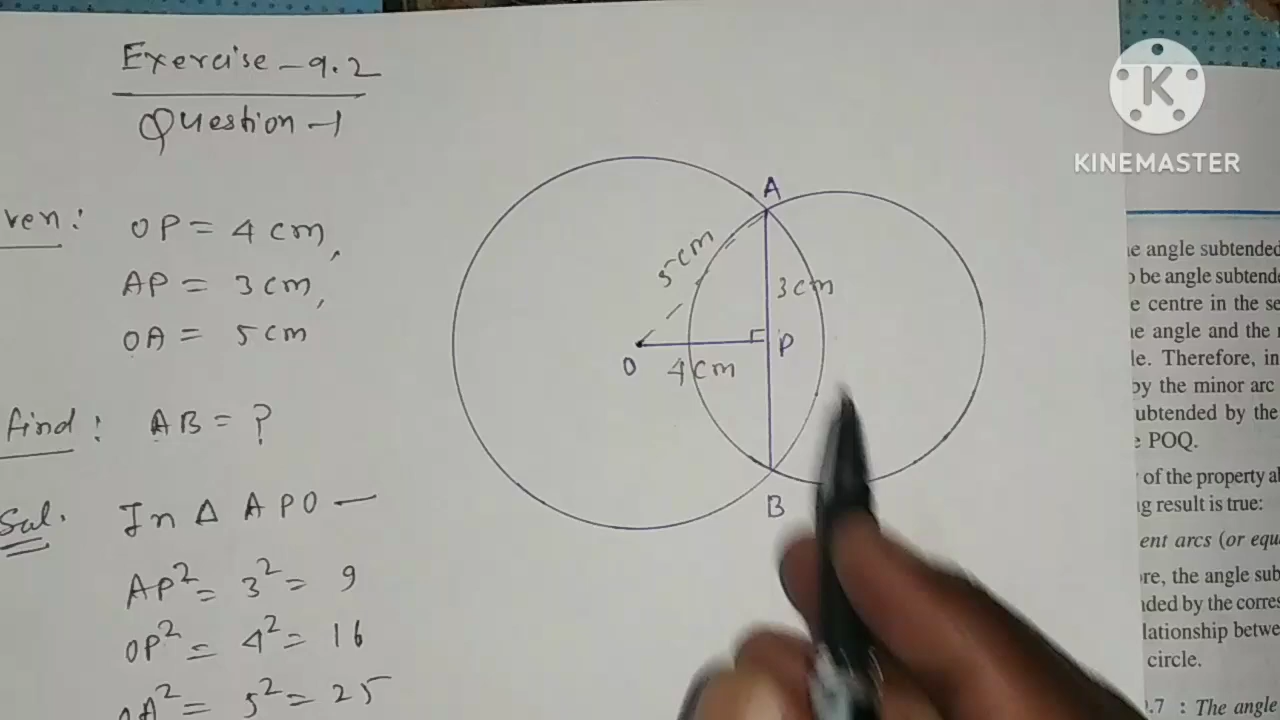 Exercise - 9.2
Question - 1
ven: OP = 4 cm,
AP = 3 cm,
OA = 5 cm
find: AB = ?
Sol. In Δ APO —
AP² = 3² = 9
OP² = 4² = 16
OA² = 5² = 25
A
5 cm
3 cm
O
P
4 cm
B
K
KINEMASTER
e angle subtended
be angle subtende
e centre in the se
e angle and the
le. Therefore, in
by the minor arc
ubtended by the
POQ.
of the property a
g result is true:
ent arcs (or equ
re, the angle sub
ded by the corres
lationship betwe
circle.
.7 : The angle